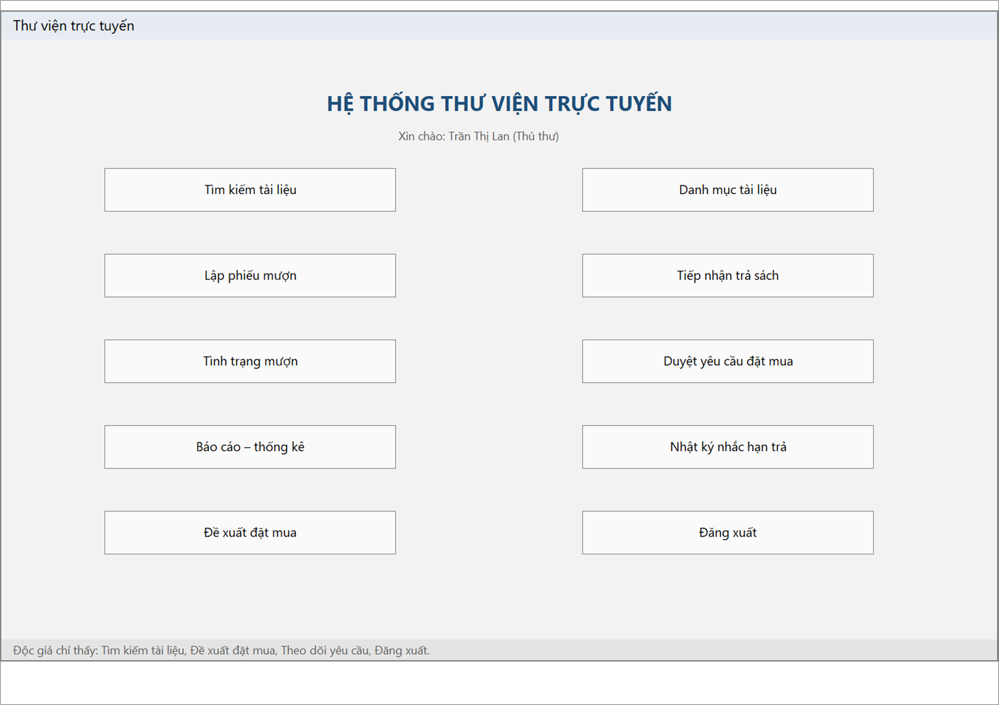 Thư viện trực tuyến
HỆ THỐNG THƯ VIỆN TRỰC TUYẾN
Xin chào: Trần Thị Lan (Thủ thư)
Tìm kiếm tài liệu
Danh mục tài liệu
Lập phiếu mượn
Tiếp nhận trả sách
Tình trạng mượn
Duyệt yêu cầu đặt mua
Báo cáo – thống kê
Nhật ký nhắc hạn trả
Đề xuất đặt mua
Đăng xuất
Độc giả chỉ thấy: Tìm kiếm tài liệu, Đề xuất đặt mua, Theo dõi yêu cầu, Đăng xuất.